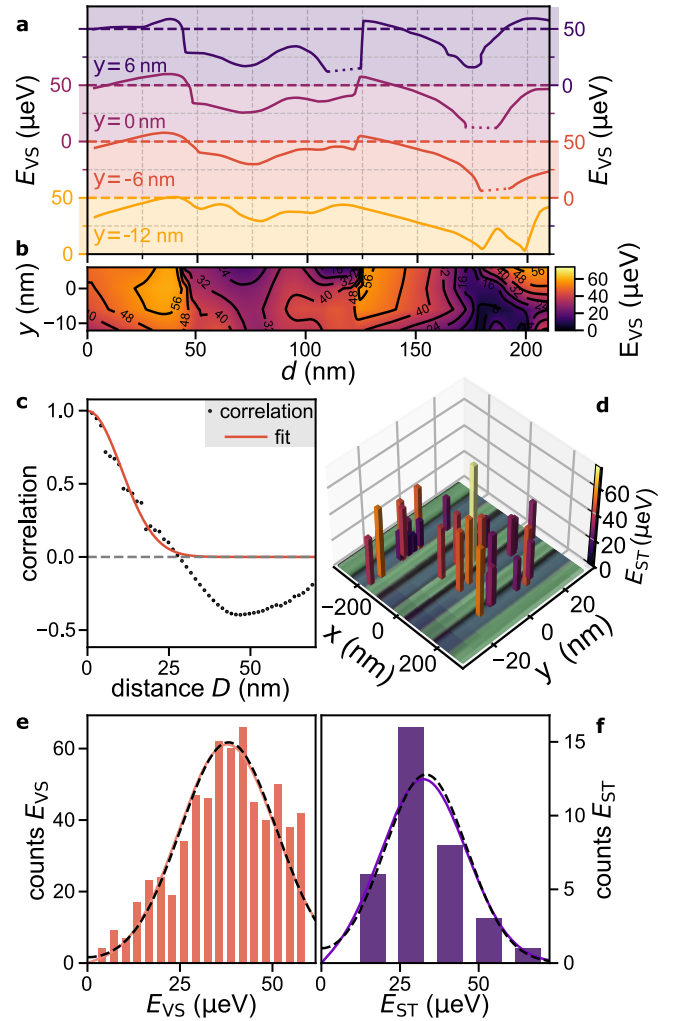 a
50
y = 6 nm
0
50
50
y = 0 nm
0
0
50
50
y = -6 nm
0
50
y = -12 nm
0
E_VS (μeV)
E_VS (μeV)
b
y (nm)
0
−10
0
50
100
150
200
d (nm)
60
40
20
0
E_VS (μeV)
c
1.0
0.5
0.0
−0.5
correlation
correlation
fit
0
25
50
distance D (nm)
d
60
40
20
0
E_ST (μeV)
−200
0
200
x (nm)
−20
0
20
y (nm)
e
60
40
20
0
counts E_VS
0
25
50
E_VS (μeV)
f
15
10
5
0
counts E_ST
0
25
50
E_ST (μeV)